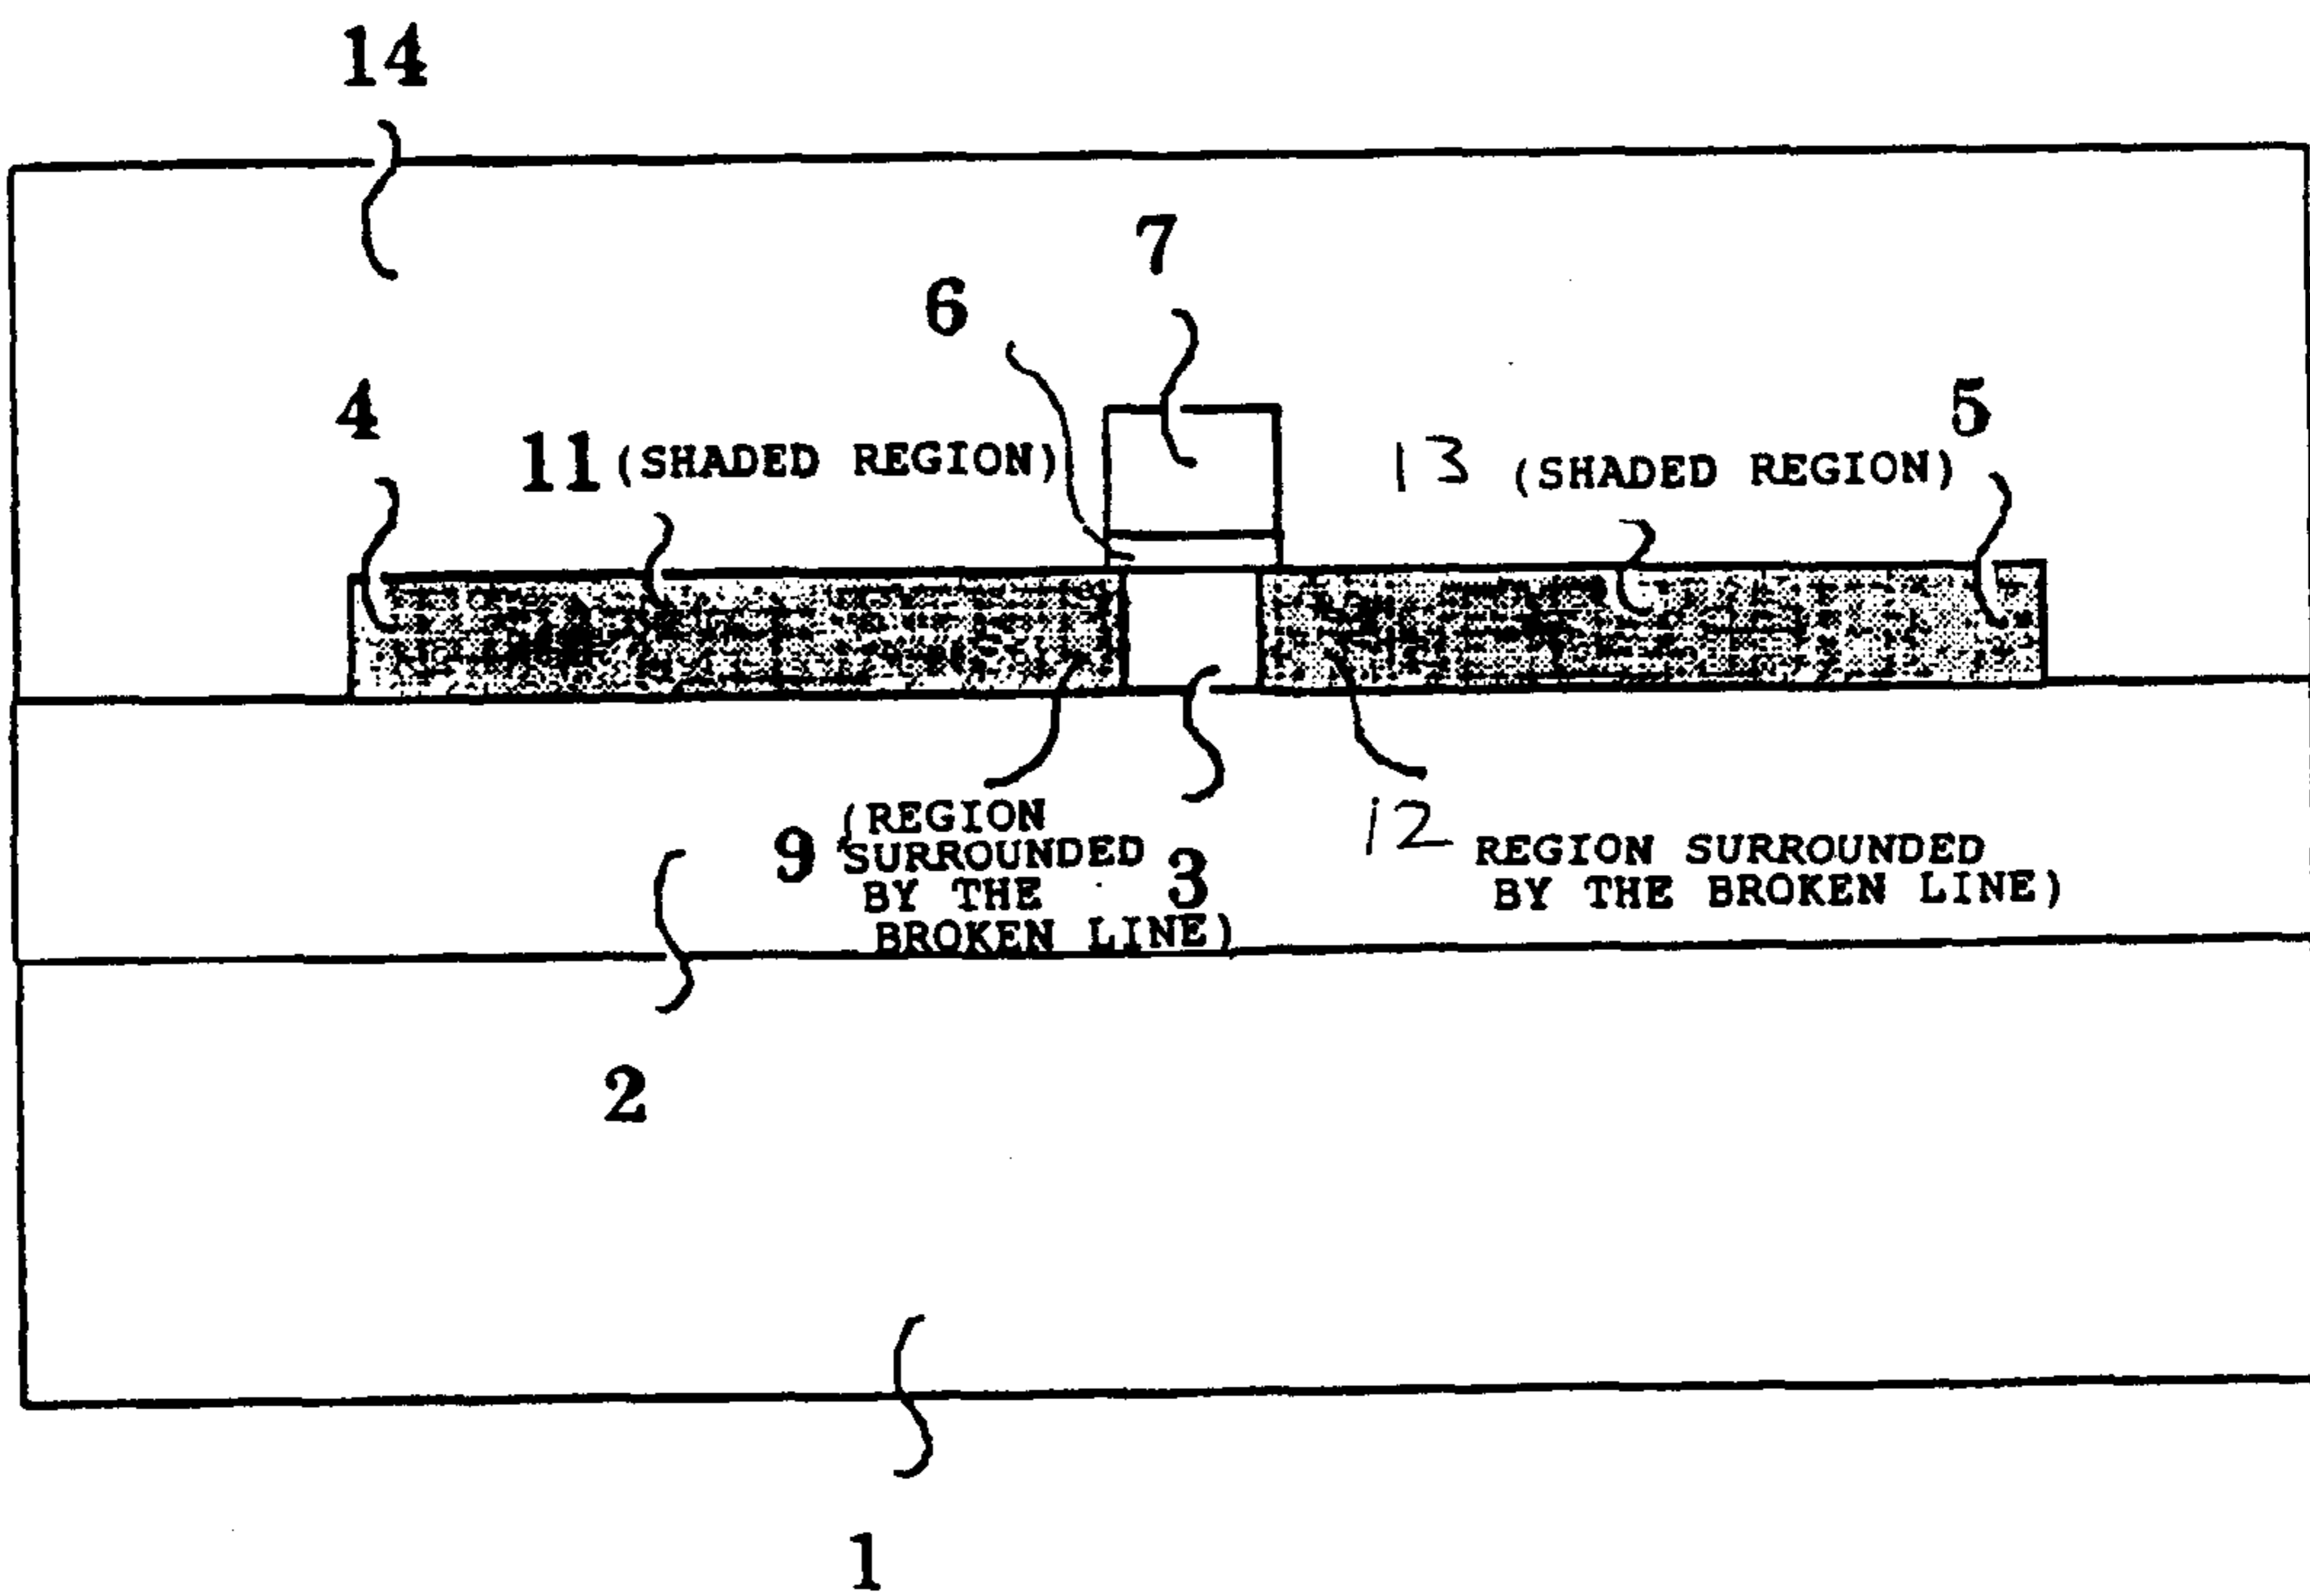 14
7
6
4
5
11 (SHADED REGION)
13 (SHADED REGION)
9 (REGION
SURROUNDED
BY THE
BROKEN LINE)
3
12 REGION SURROUNDED
BY THE BROKEN LINE)
2
1